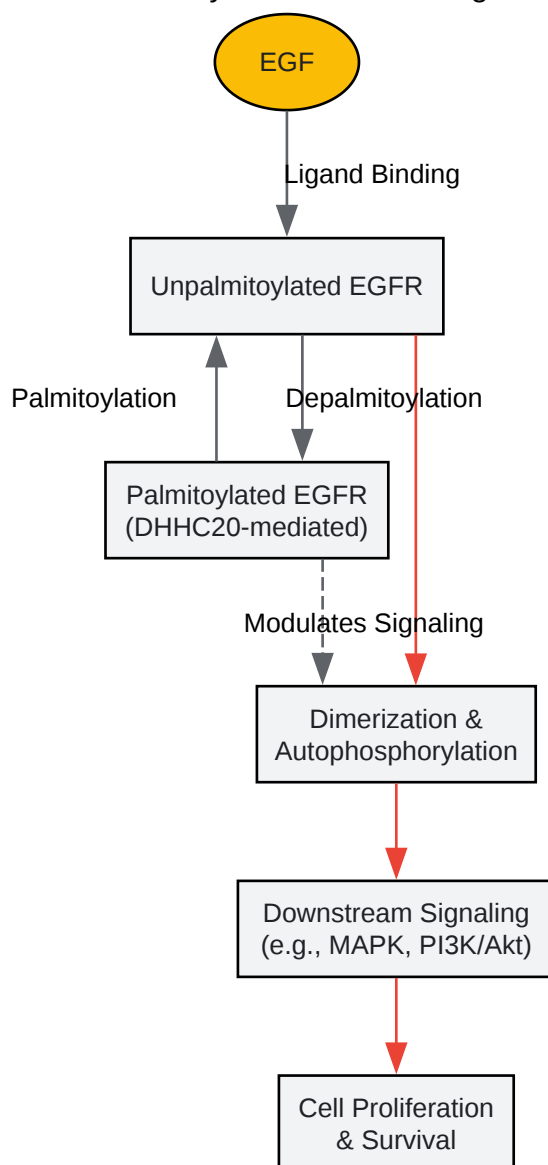 EGF
Ligand Binding
Unpalmitoylated EGFR
Palmitoylation
Depalmitoylation
Palmitoylated EGFR
(DHHC20-mediated)
Modulates Signaling
Dimerization &
Autophosphorylation
Downstream Signaling
(e.g., MAPK, PI3K/Akt)
Cell Proliferation
& Survival